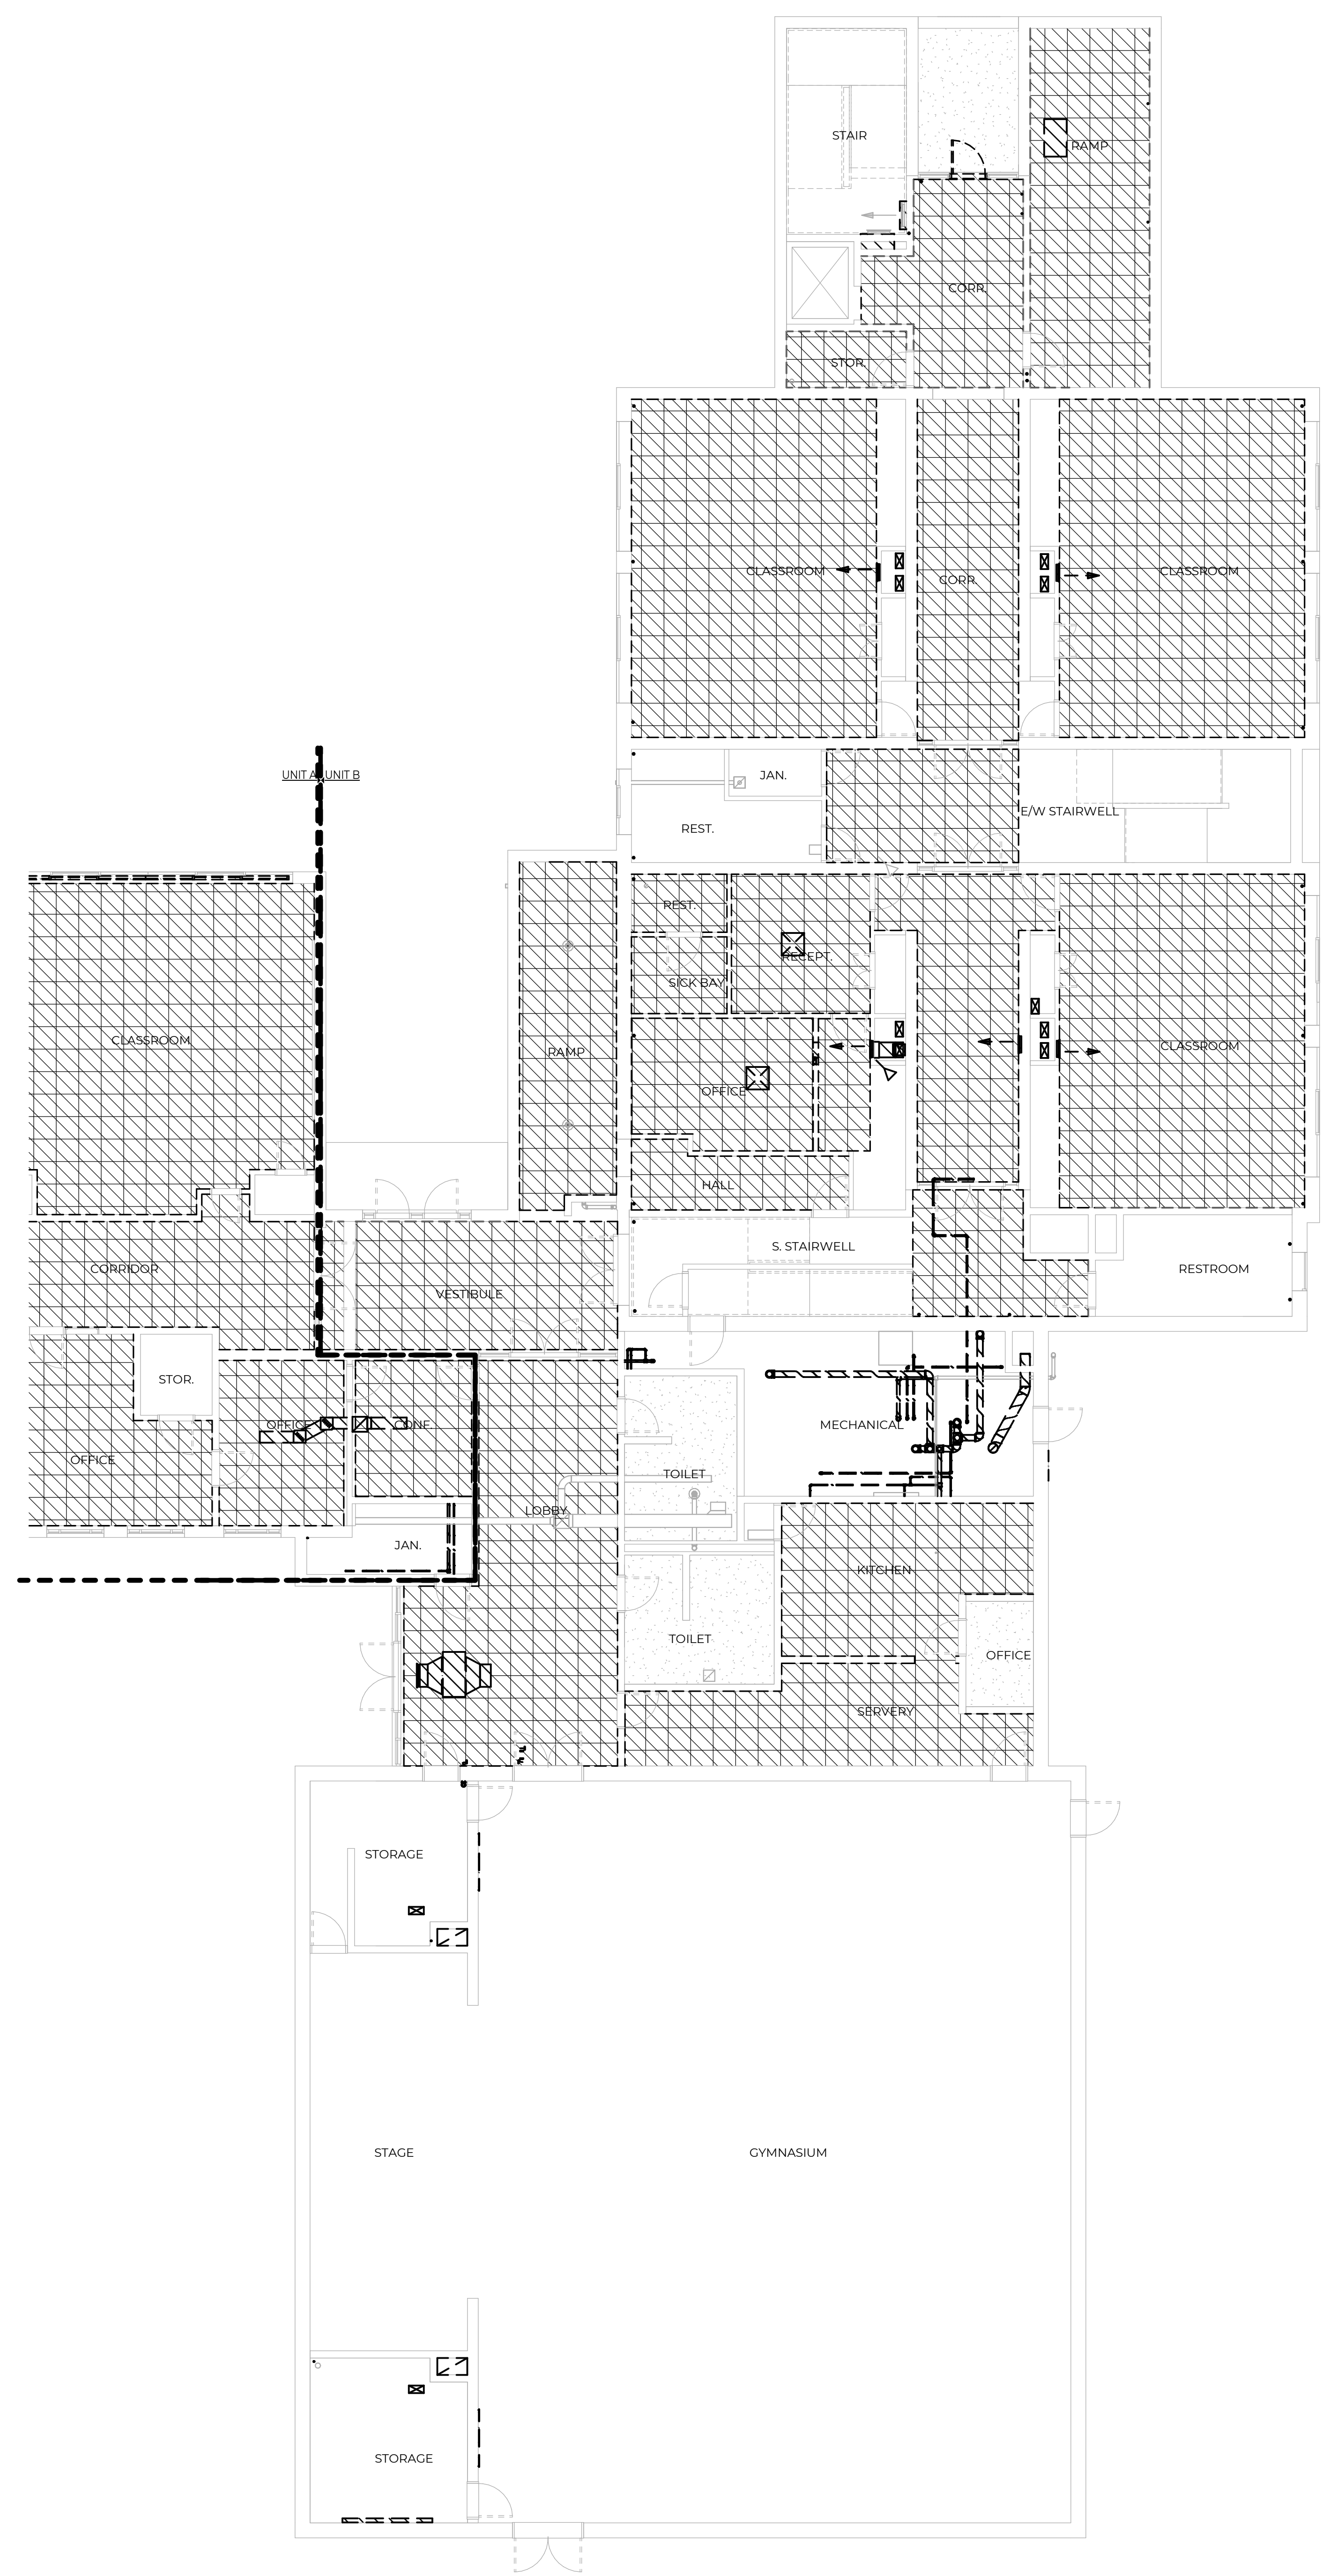 STAIR
RAMP
CORR.
STOR.
CLASSROOM
CORR.
CLASSROOM
UNIT A UNIT B
JAN.
E/W STAIRWELL
REST.
REST.
RECEPT.
SICK BAY
CLASSROOM
RAMP
CLASSROOM
OFFICE
HALL
S. STAIRWELL
CORRIDOR
RESTROOM
VESTIBULE
STOR.
OFFICE
CONF.
MECHANICAL
OFFICE
TOILET
LOBBY
JAN.
KITCHEN
TOILET
OFFICE
SERVERY
STORAGE
STAGE
GYMNASIUM
STORAGE